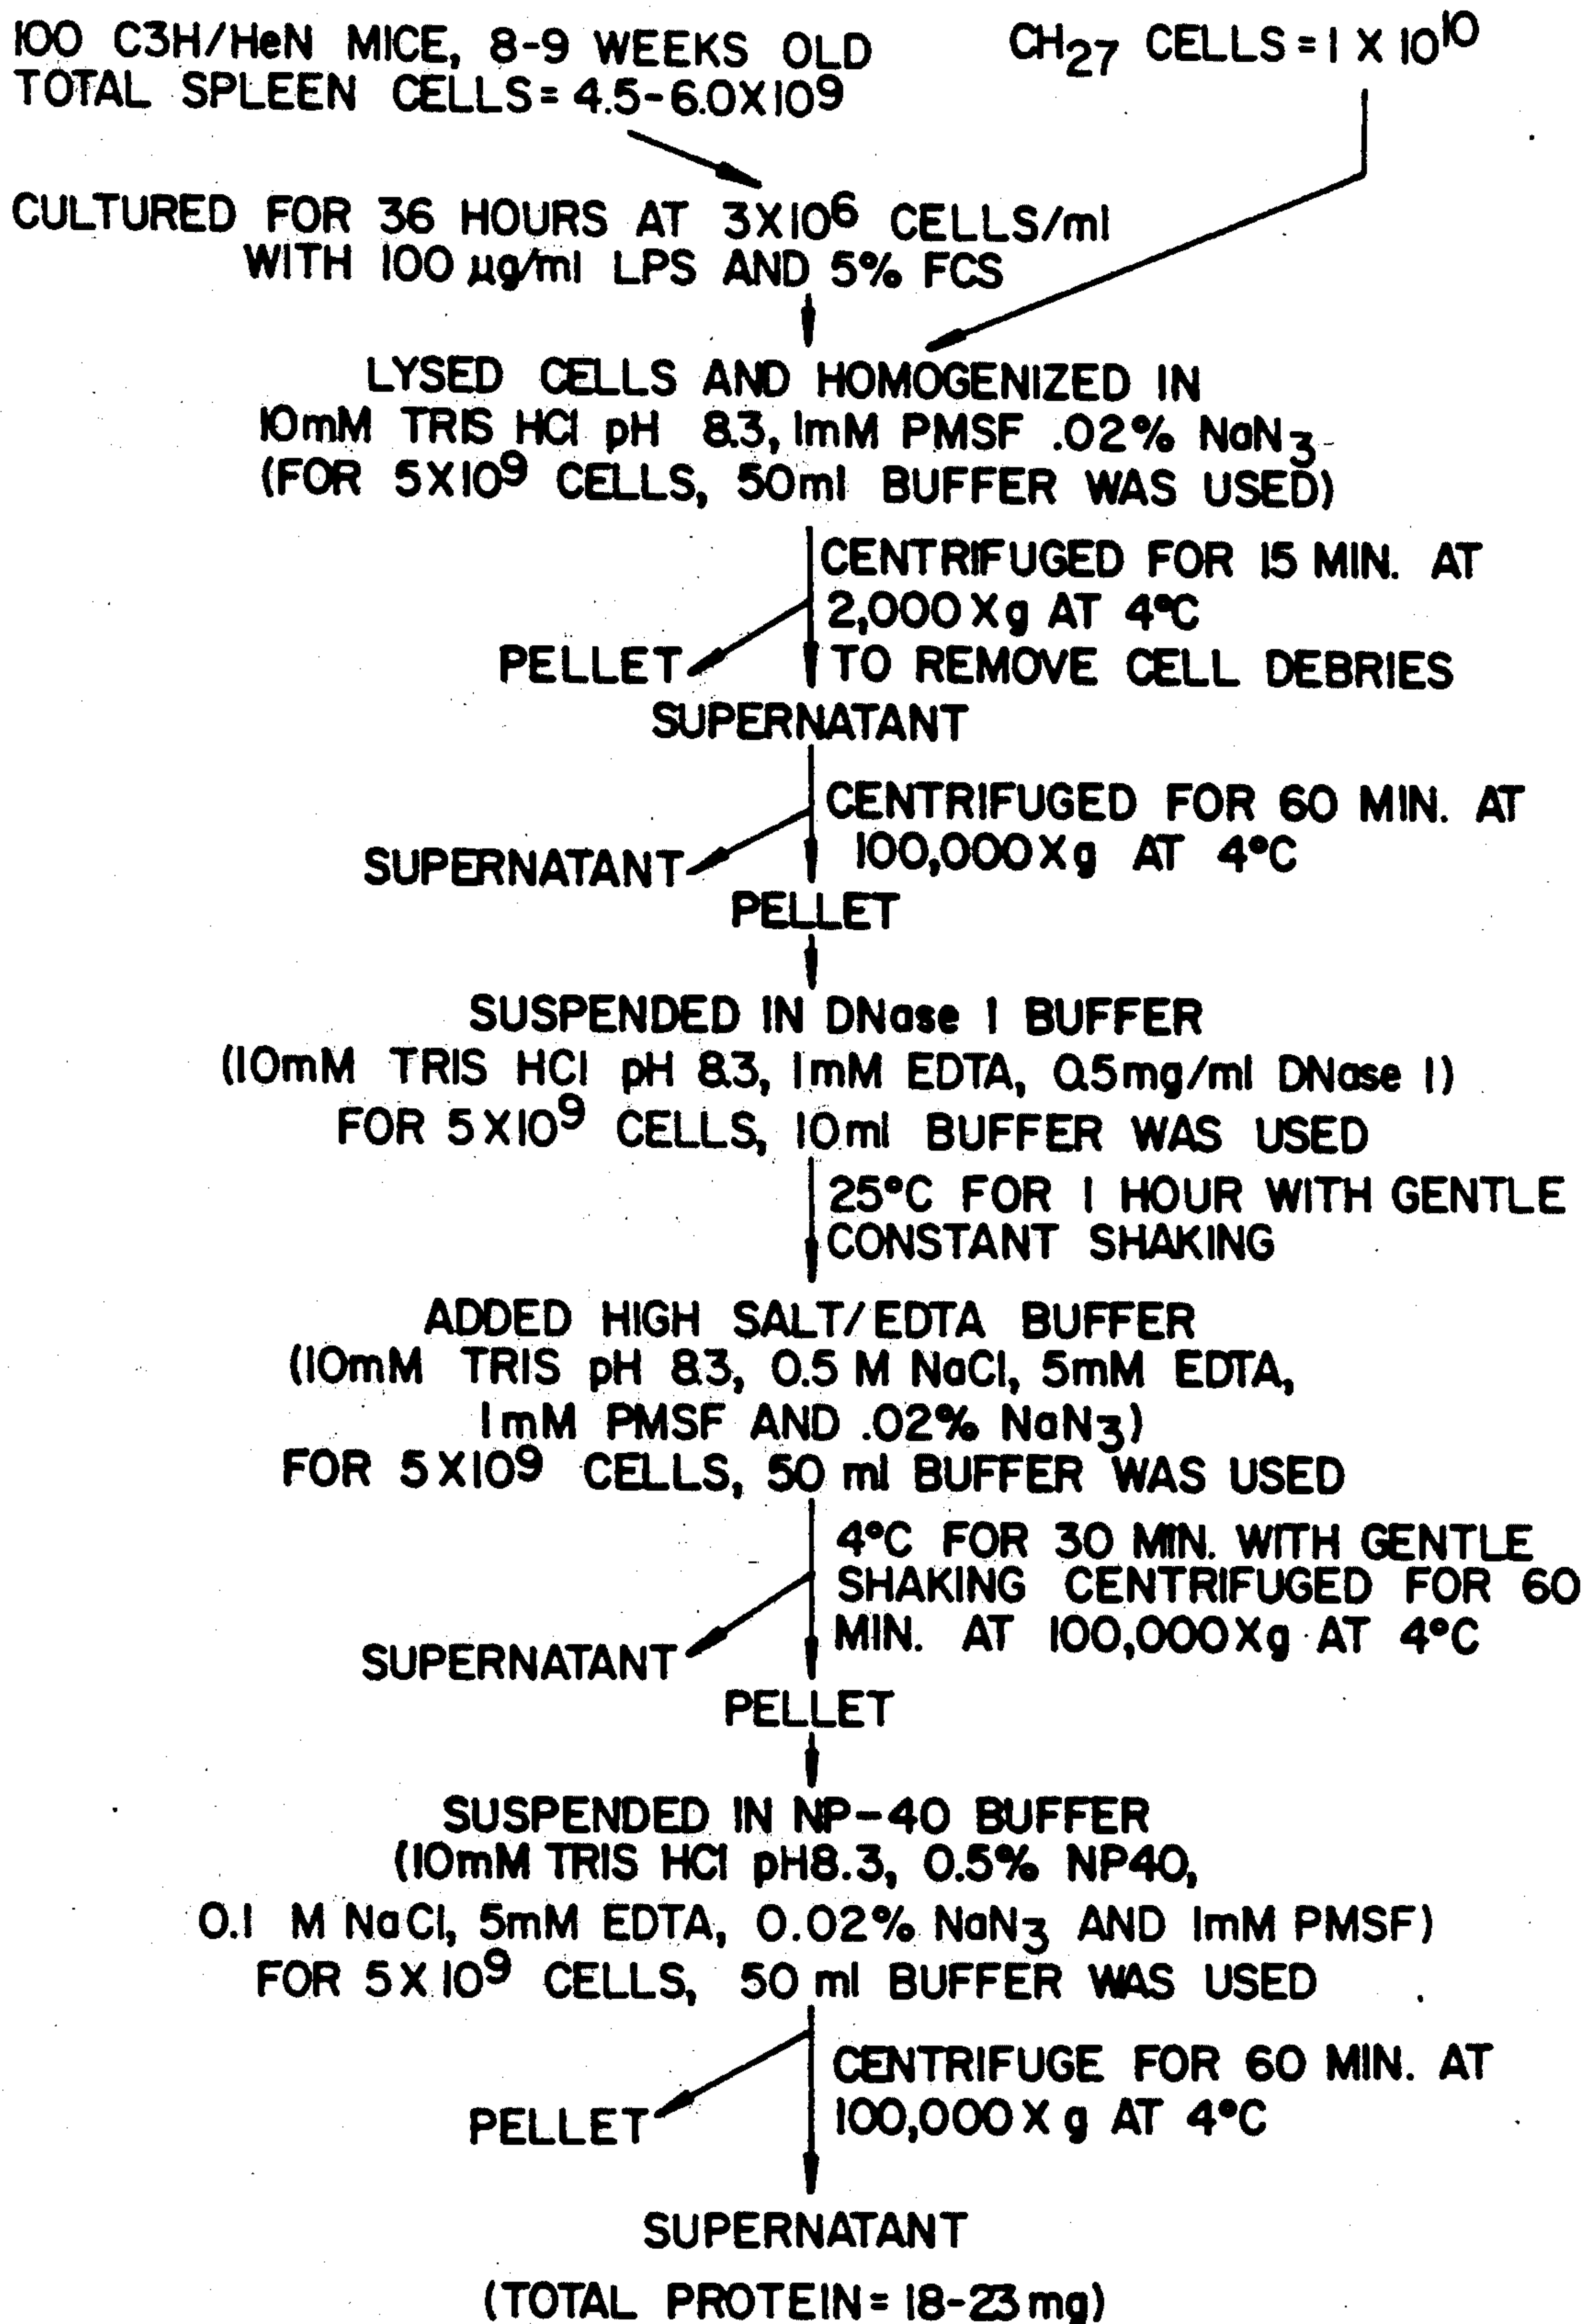 100 C3H/HeN MICE, 8-9 WEEKS OLD
TOTAL SPLEEN CELLS = 4.5-6.0X10⁹
CH₂₇ CELLS = 1 X 10¹⁰
CULTURED FOR 36 HOURS AT 3X10⁶ CELLS/ml
WITH 100 µg/ml LPS AND 5% FCS
LYSED CELLS AND HOMOGENIZED IN
10mM TRIS HCl pH 8.3, 1mM PMSF .02% NaN₃
(FOR 5X10⁹ CELLS, 50ml BUFFER WAS USED)
CENTRIFUGED FOR 15 MIN. AT
2,000 Xg AT 4°C
TO REMOVE CELL DEBRIES
PELLET
SUPERNATANT
CENTRIFUGED FOR 60 MIN. AT
100,000Xg AT 4°C
SUPERNATANT
PELLET
SUSPENDED IN DNase 1 BUFFER
(10mM TRIS HCl pH 8.3, 1mM EDTA, 0.5mg/ml DNase 1)
FOR 5X10⁹ CELLS, 10ml BUFFER WAS USED
25°C FOR 1 HOUR WITH GENTLE
CONSTANT SHAKING
ADDED HIGH SALT/EDTA BUFFER
(10mM TRIS pH 8.3, 0.5 M NaCl, 5mM EDTA,
1mM PMSF AND .02% NaN₃)
FOR 5X10⁹ CELLS, 50 ml BUFFER WAS USED
4°C FOR 30 MIN. WITH GENTLE
SHAKING CENTRIFUGED FOR 60
MIN. AT 100,000Xg AT 4°C
SUPERNATANT
PELLET
SUSPENDED IN NP-40 BUFFER
(10mM TRIS HCl pH8.3, 0.5% NP40,
0.1 M NaCl, 5mM EDTA, 0.02% NaN₃ AND 1mM PMSF)
FOR 5X10⁹ CELLS, 50 ml BUFFER WAS USED
CENTRIFUGE FOR 60 MIN. AT
100,000X g AT 4°C
PELLET
SUPERNATANT
(TOTAL PROTEIN = 18-23 mg)